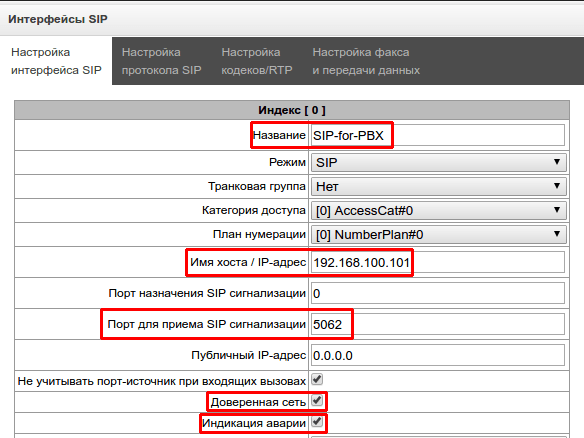 Интерфейсы SIP
Настройка интерфейса SIP
Настройка протокола SIP
Настройка кодеков/RTP
Настройка факса и передачи данных
Индекс [ 0 ]
Название SIP-for-PBX
Режим SIP
Транковая группа Нет
Категория доступа [0] AccessCat#0
План нумерации [0] NumberPlan#0
Имя хоста / IP-адрес 192.168.100.101
Порт назначения SIP сигнализации 0
Порт для приема SIP сигнализации 5062
Публичный IP-адрес 0.0.0.0
Не учитывать порт-источник при входящих вызовах
Доверенная сеть
Индикация аварии